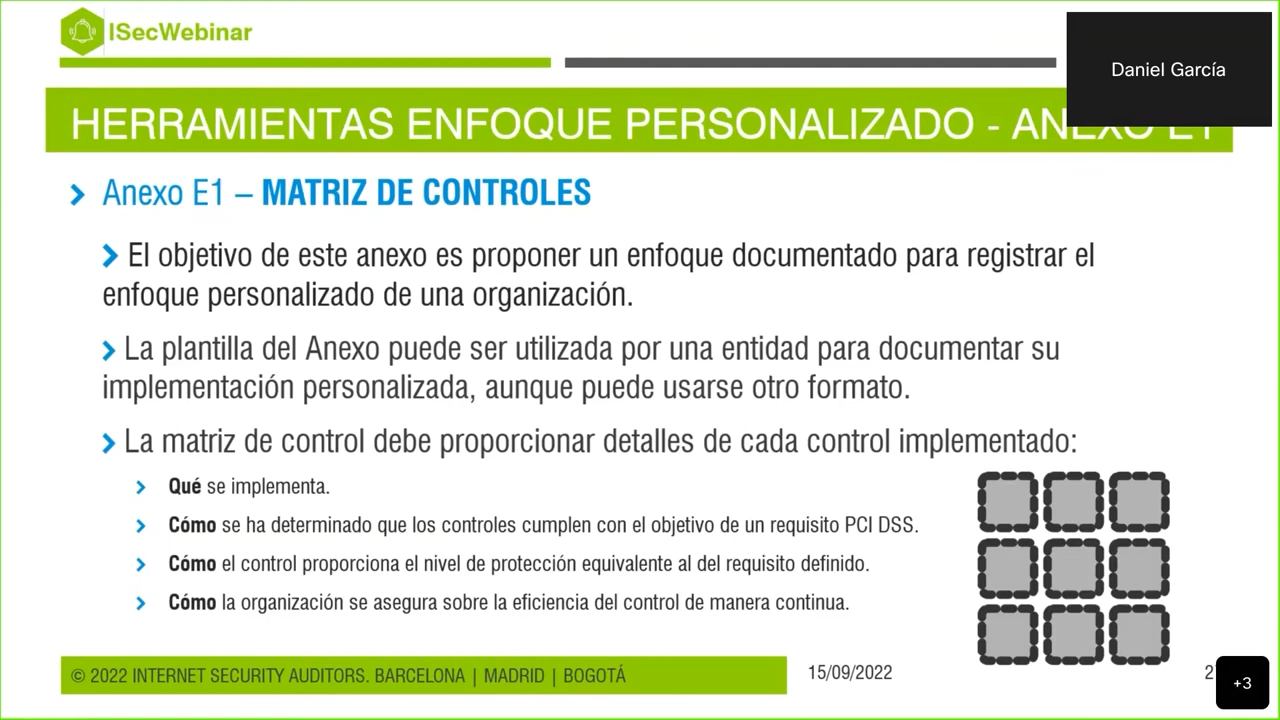 ISecWebinar
Daniel García
HERRAMIENTAS ENFOQUE PERSONALIZADO - ANEXO E1
Anexo E1 – MATRIZ DE CONTROLES
El objetivo de este anexo es proponer un enfoque documentado para registrar el
enfoque personalizado de una organización.
La plantilla del Anexo puede ser utilizada por una entidad para documentar su
implementación personalizada, aunque puede usarse otro formato.
La matriz de control debe proporcionar detalles de cada control implementado:
Qué se implementa.
Cómo se ha determinado que los controles cumplen con el objetivo de un requisito PCI DSS.
Cómo el control proporciona el nivel de protección equivalente al del requisito definido.
Cómo la organización se asegura sobre la eficiencia del control de manera continua.
© 2022 INTERNET SECURITY AUDITORS. BARCELONA | MADRID | BOGOTÁ
15/09/2022
+3